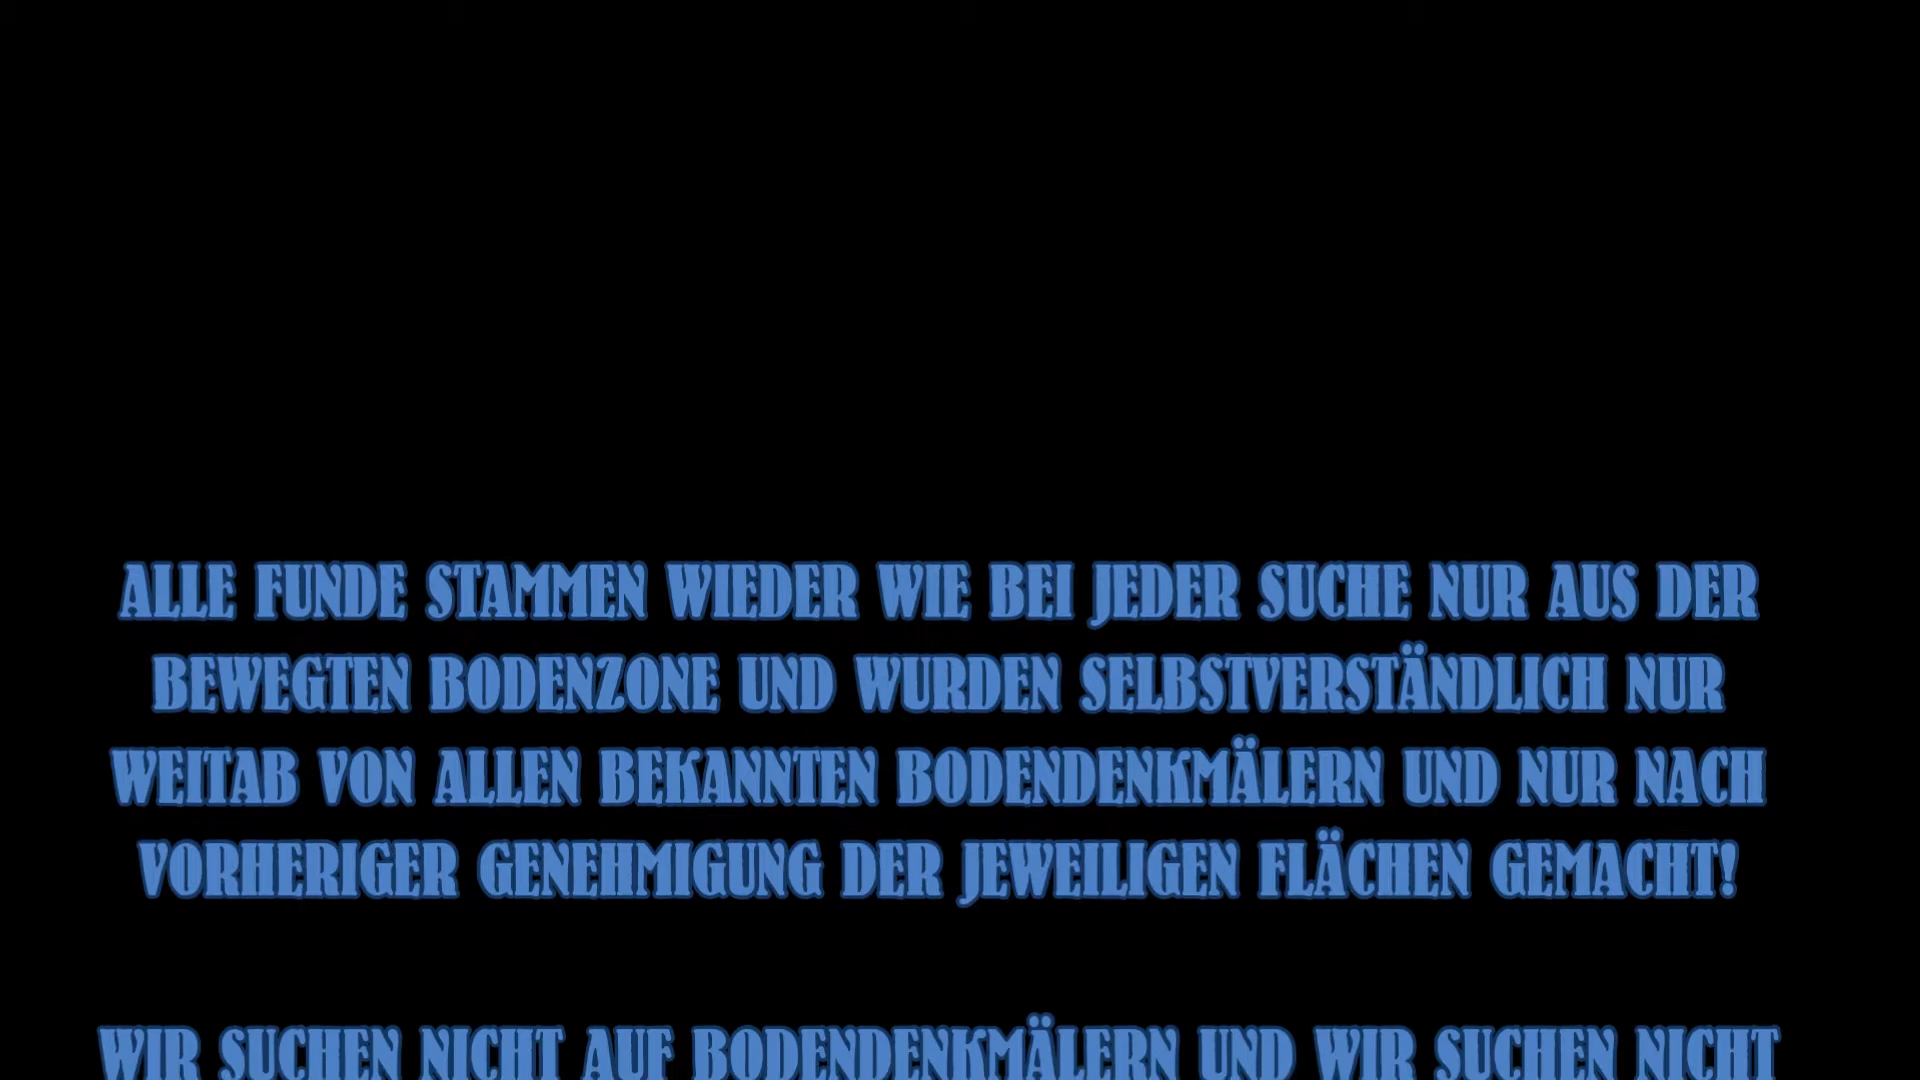 ALLE FUNDE STAMMEN WIEDER WIE BEI JEDER SUCHE NUR AUS DER
BEWEGTEN BODENZONE UND WURDEN SELBSTVERSTÄNDLICH NUR
WEITAB VON ALLEN BEKANNTEN BODENDENKMÄLERN UND NUR NACH
VORHERIGER GENEHMIGUNG DER JEWEILIGEN FLÄCHEN GEMACHT!
WIR SUCHEN NICHT AUF BODENDENKMÄLERN UND WIR SUCHEN NICHT